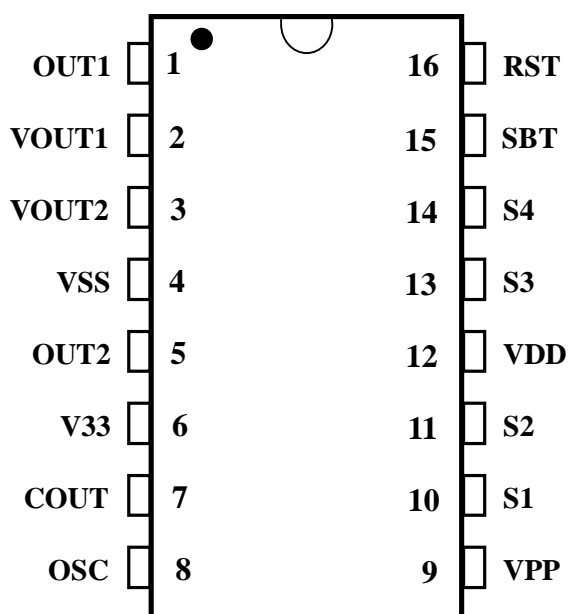 OUT1 1 16 RST
VOUT1 2 15 SBT
VOUT2 3 14 S4
VSS 4 13 S3
OUT2 5 12 VDD
V33 6 11 S2
COUT 7 10 S1
OSC 8 9 VPP